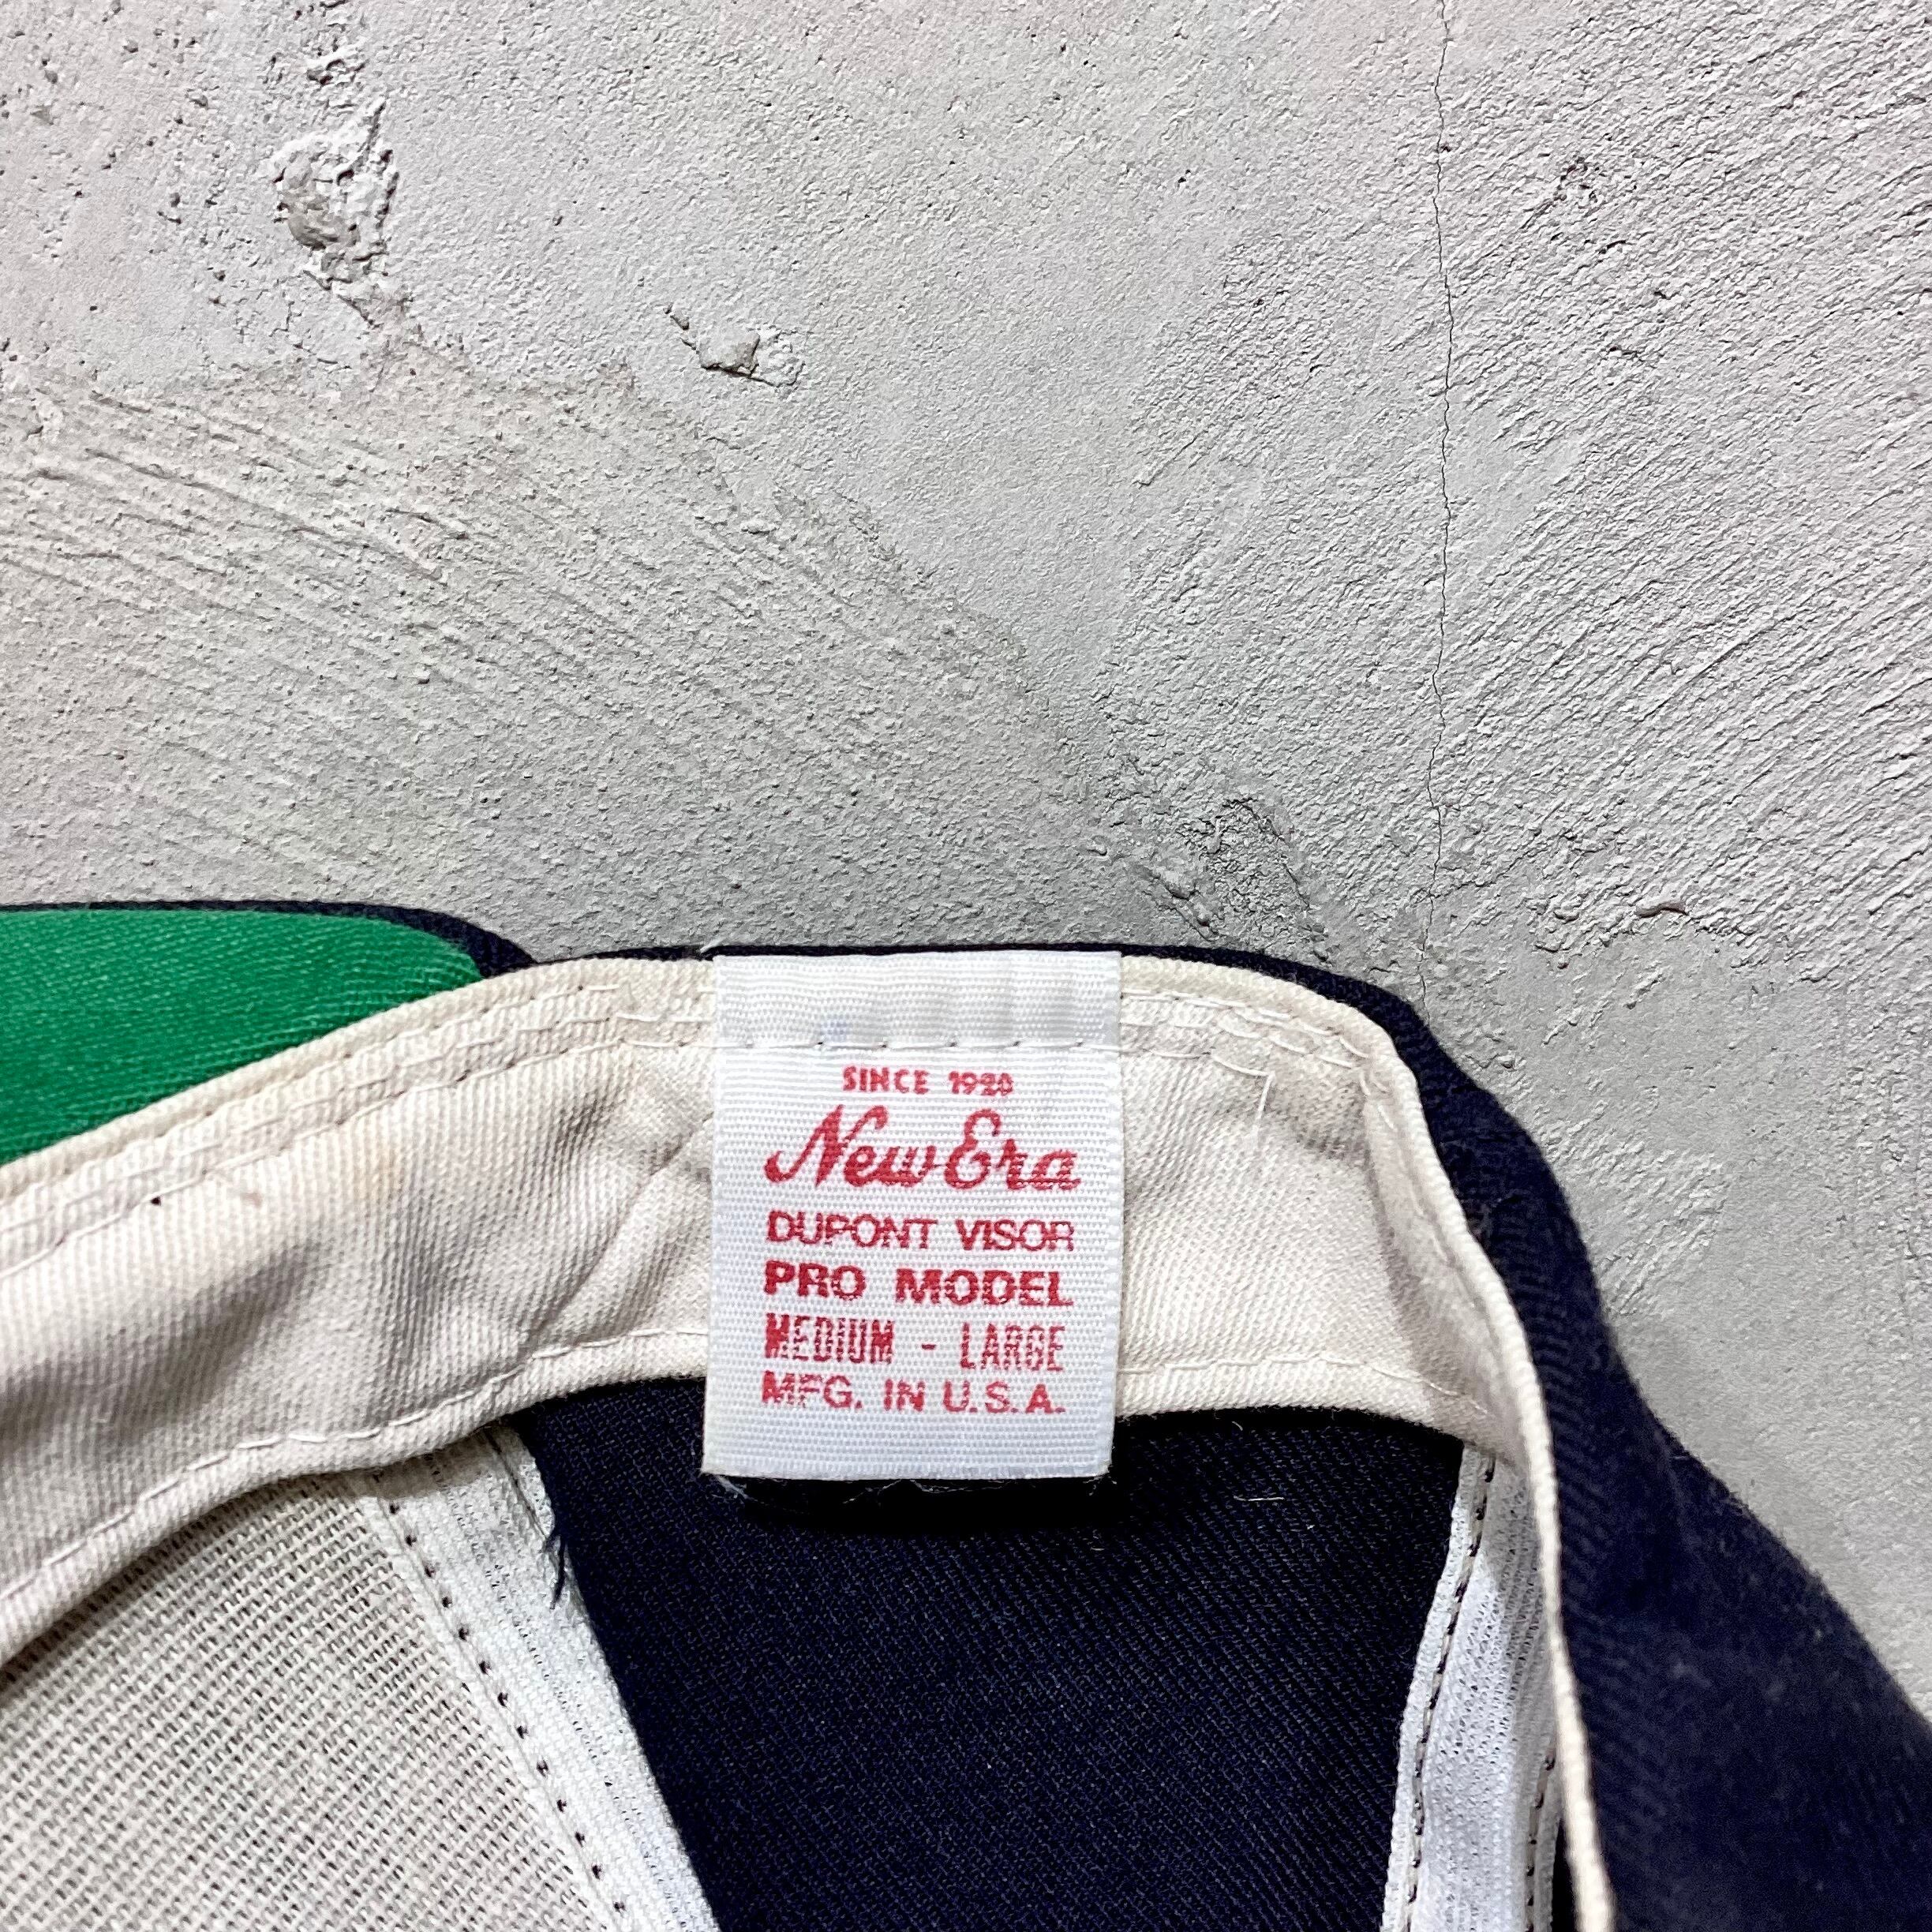 SINCE 1920
New Era
DUPONT VISOR
PRO MODEL
MEDIUM - LARGE
MFG. IN U.S.A.